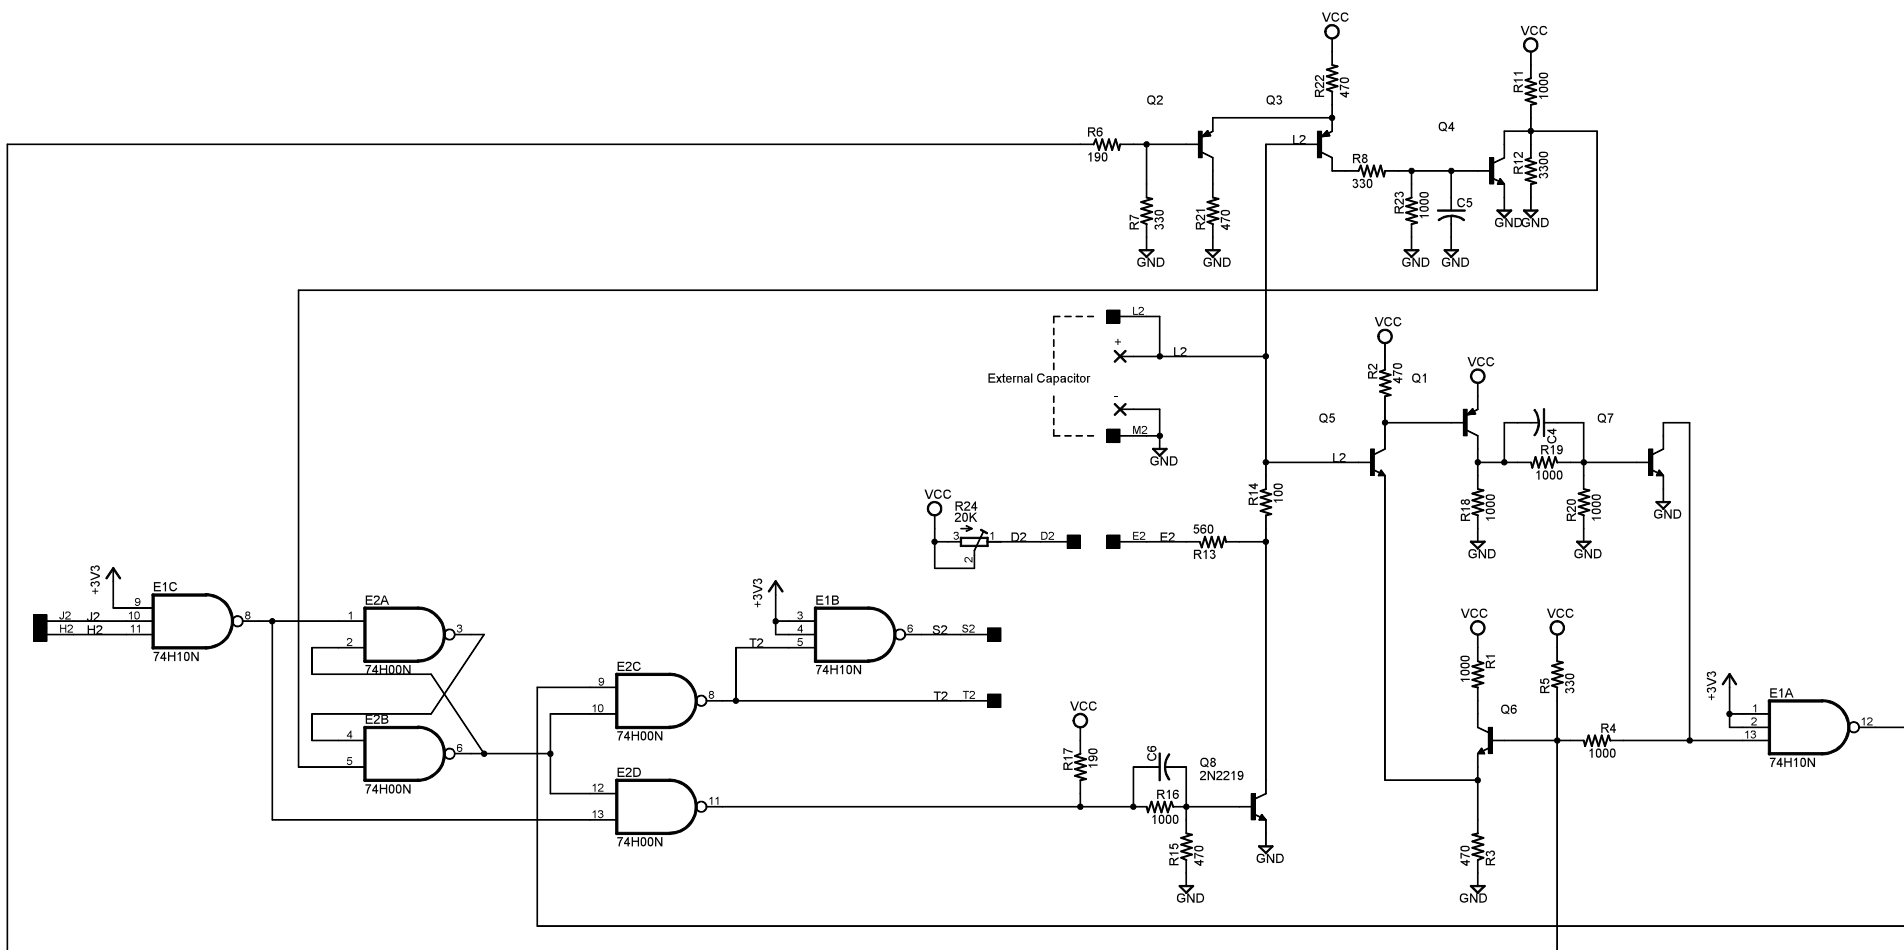 VCC
R22
470
VCC
R11
1000
Q2
Q3
Q4
R6
190
L2
R8
330
R12
3300
R7
330
R21
470
R23
1000
C5
GND
GND
GND
GND
GND
GND
L2
+
L2
External Capacitor
-
M2
GND
VCC
R2
470
Q1
VCC
Q5
C4
Q7
L2
R19
1000
R18
1000
R20
1000
GND
GND
GND
R14
100
VCC
R24
20K
3
1
2
D2
D2
E2
E2
560
R13
+3V3
E1C
9
J2
J2
10
8
H2
H2
11
74H10N
E2A
1
3
2
74H00N
+3V3
E1B
3
4
6
5
S2
S2
T2
74H10N
E2C
9
8
10
74H00N
T2
T2
E2B
4
6
5
74H00N
E2D
12
11
13
74H00N
VCC
R17
190
C6
Q8
2N2219
R16
1000
R15
470
GND
GND
VCC
R1
1000
VCC
R5
330
Q6
R4
1000
R3
470
GND
+3V3
E1A
1
2
12
13
74H10N